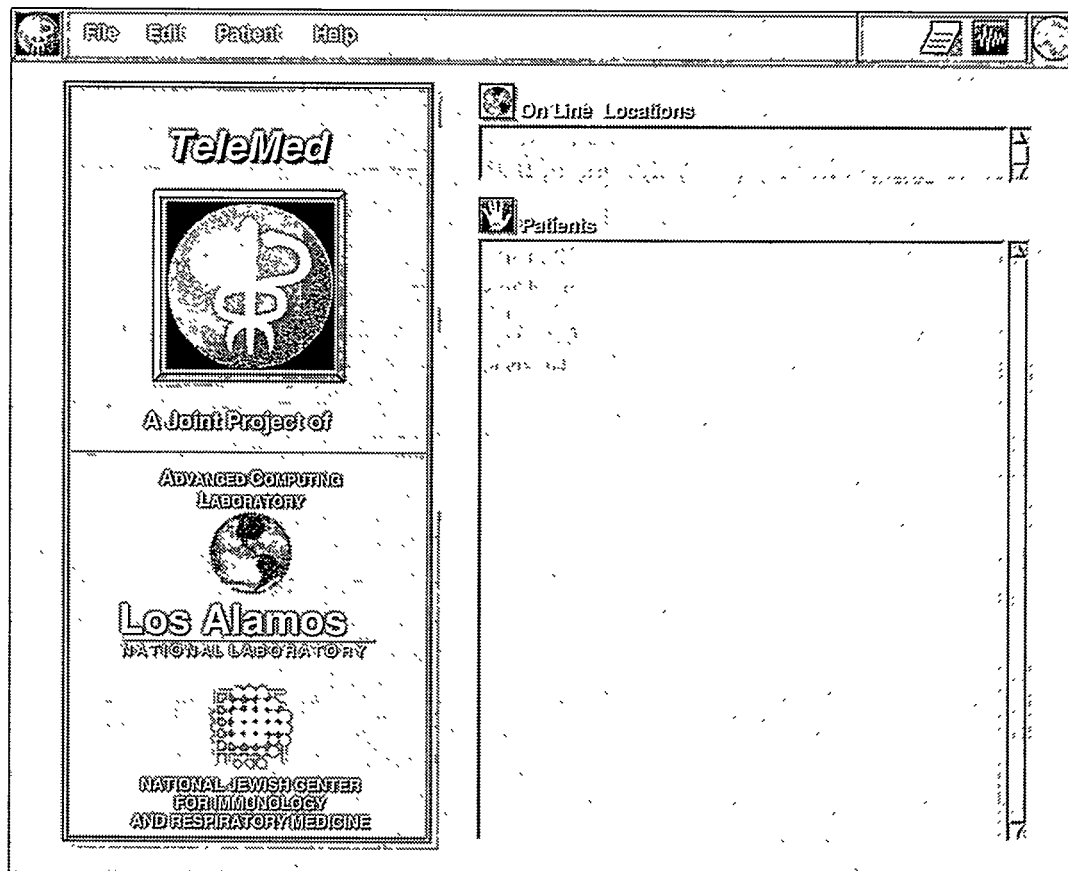 File Edit Patient Help
TeleMed
A Joint Project of
ADVANCED COMPUTING
LABORATORY
Los Alamos
NATIONAL LABORATORY
NATIONAL JEWISH CENTER
FOR IMMUNOLOGY
AND RESPIRATORY MEDICINE
On Line Locations
Patients